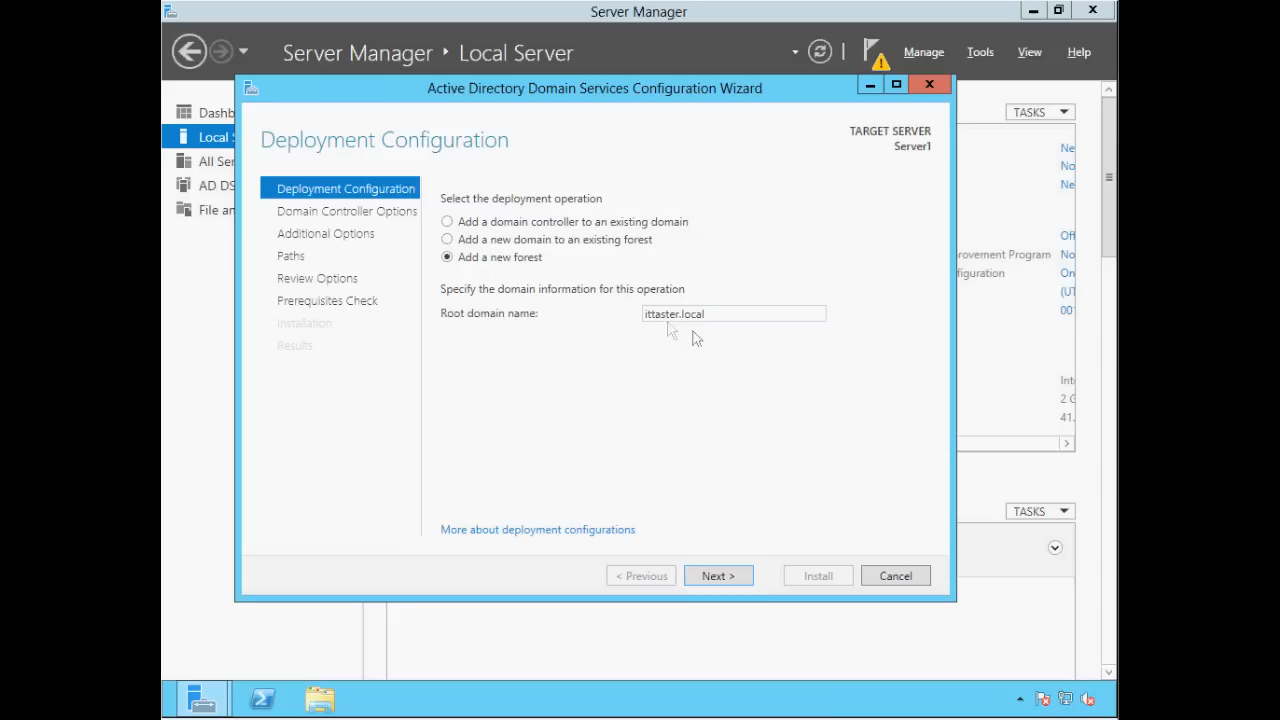 Server Manager
Server Manager ‣ Local Server
Manage Tools View Help
Active Directory Domain Services Configuration Wizard
Dashb
TASKS
Deployment Configuration
TARGET SERVER
Server1
Local
All Ser
AD DS
File an
Deployment Configuration
Domain Controller Options
Additional Options
Paths
Review Options
Prerequisites Check
Installation
Results
Select the deployment operation
Add a domain controller to an existing domain
Add a new domain to an existing forest
Add a new forest
Specify the domain information for this operation
Root domain name: ittaster.local
More about deployment configurations
< Previous Next > Install Cancel
Ne
No
Ne
Off
rovement Program No
figuration On
(UT
001
Int
2 G
41.
TASKS